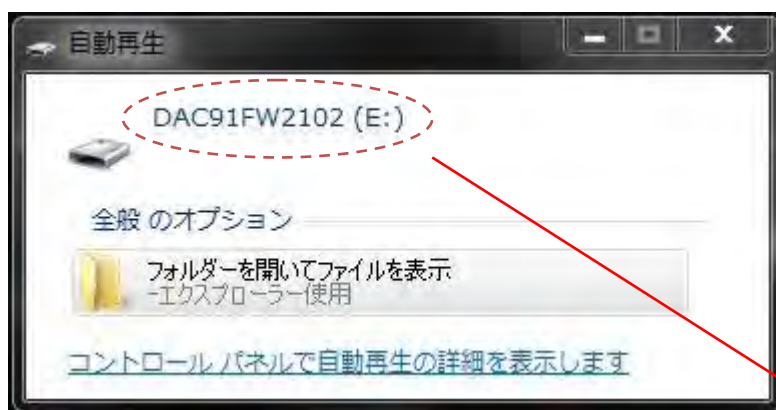 自動再生
DAC91FW2102 (E:)
全般 のオプション
フォルダーを開いてファイルを表示
-エクスプローラー使用
コントロール パネルで自動再生の詳細を表示します